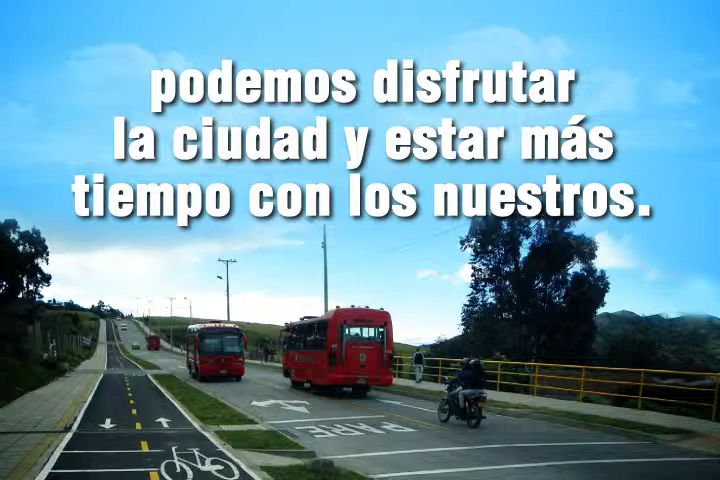 podemos disfrutar
la ciudad y estar más
tiempo con los nuestros.
PARE